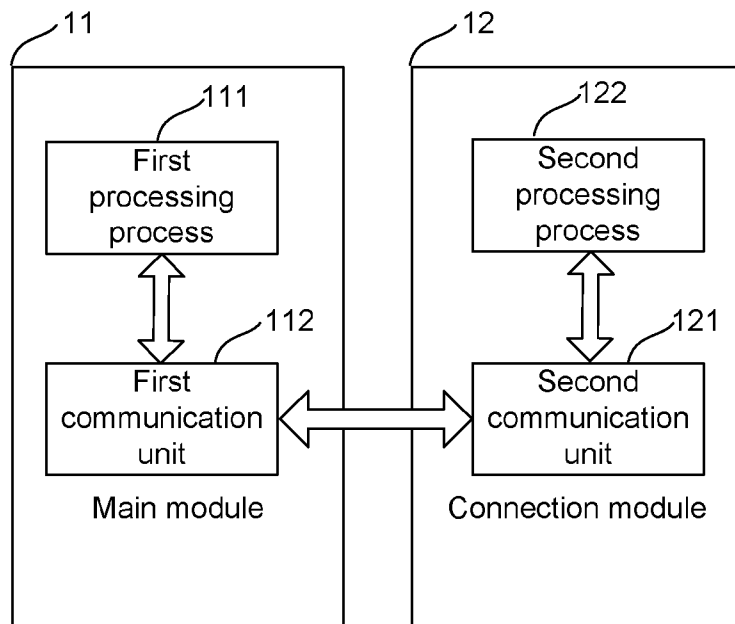 11
111
First
processing
process
112
First
communication
unit
Main module
12
122
Second
processing
process
121
Second
communication
unit
Connection module